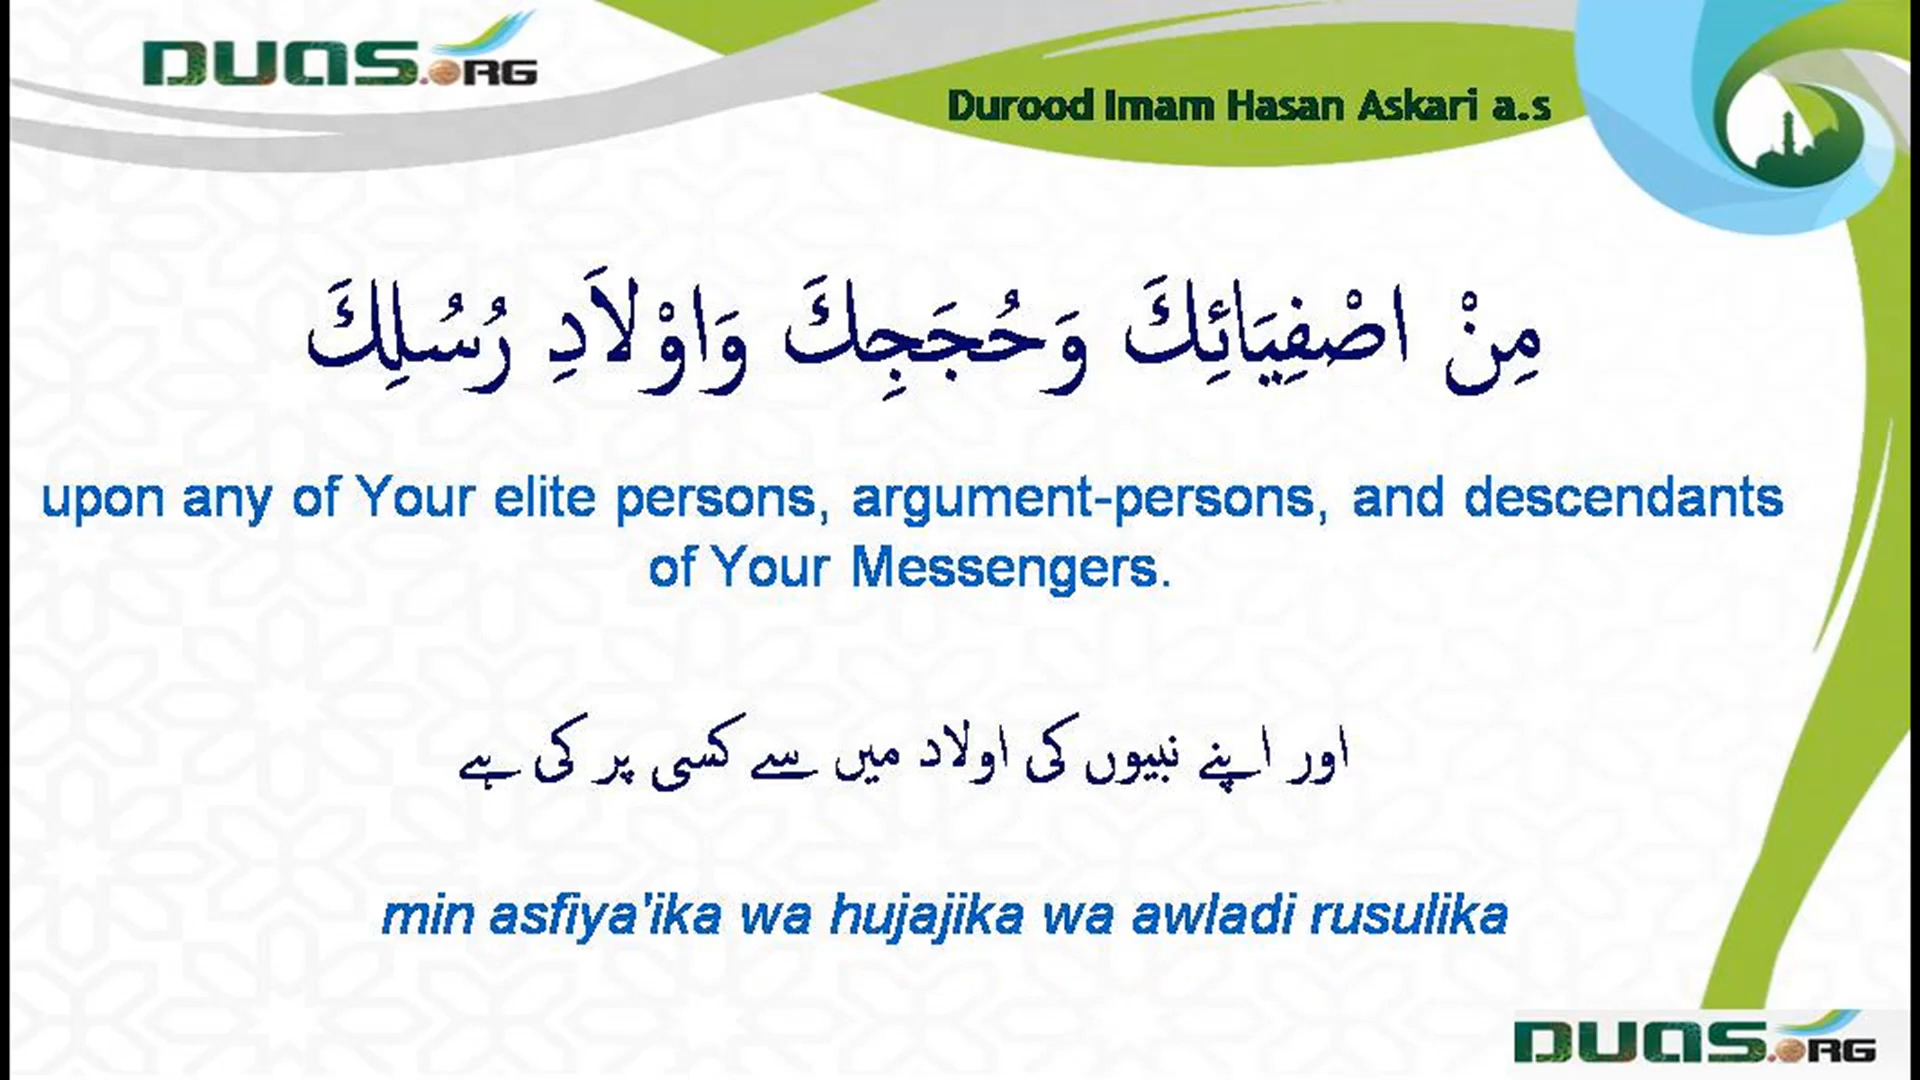 DUAS.ORG
Durood Imam Hasan Askari a.s
مِنْ اصْفِيَائِكَ وَحُجَجِكَ وَاوْلاَدِ رُسُلِكَ
upon any of Your elite persons, argument-persons, and descendants
of Your Messengers.
اور اپنے نبیوں کی اولاد میں سے کسی پر کی ہے
min asfiya'ika wa hujajika wa awladi rusulika
DUAS.ORG